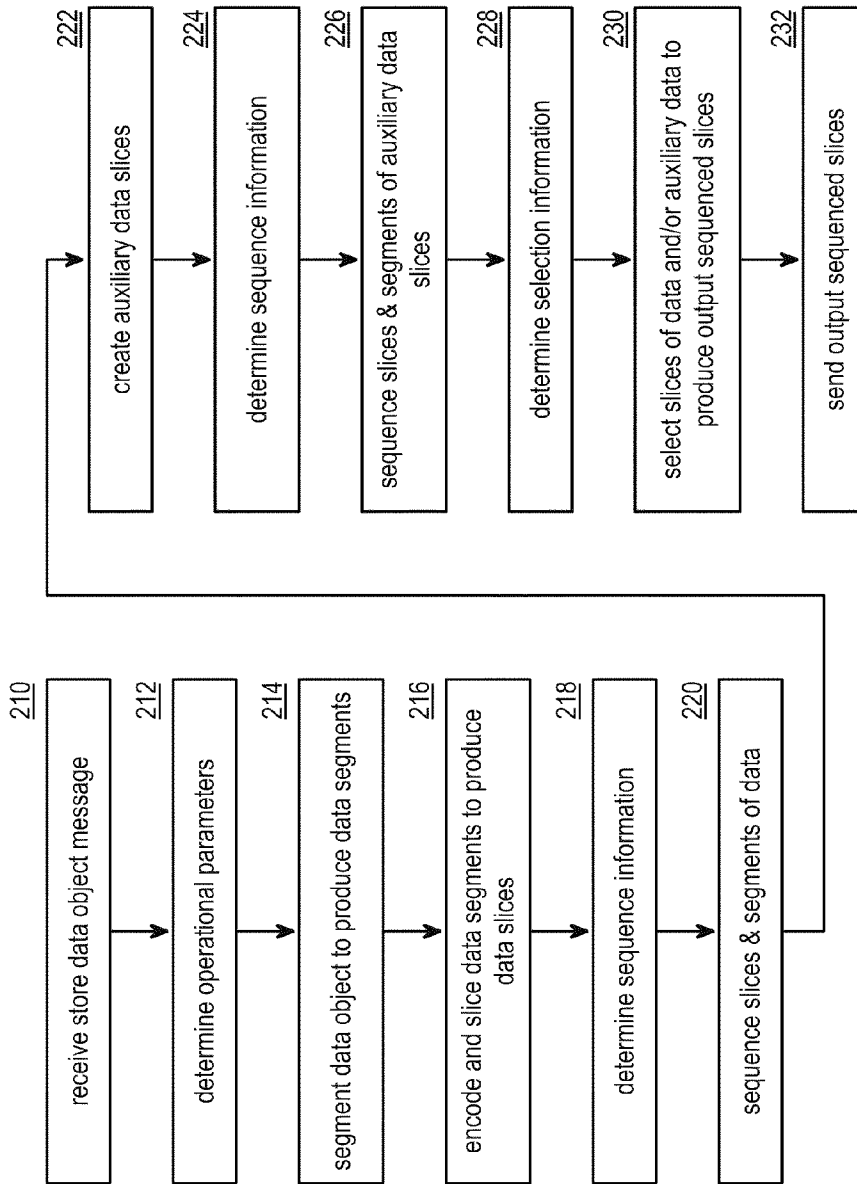 210
receive store data object message
212
determine operational parameters
214
segment data object to produce data segments
216
encode and slice data segments to produce
data slices
218
determine sequence information
220
sequence slices & segments of data
222
create auxiliary data slices
224
determine sequence information
226
sequence slices & segments of auxiliary data
slices
228
determine selection information
230
select slices of data and/or auxiliary data to
produce output sequenced slices
232
send output sequenced slices